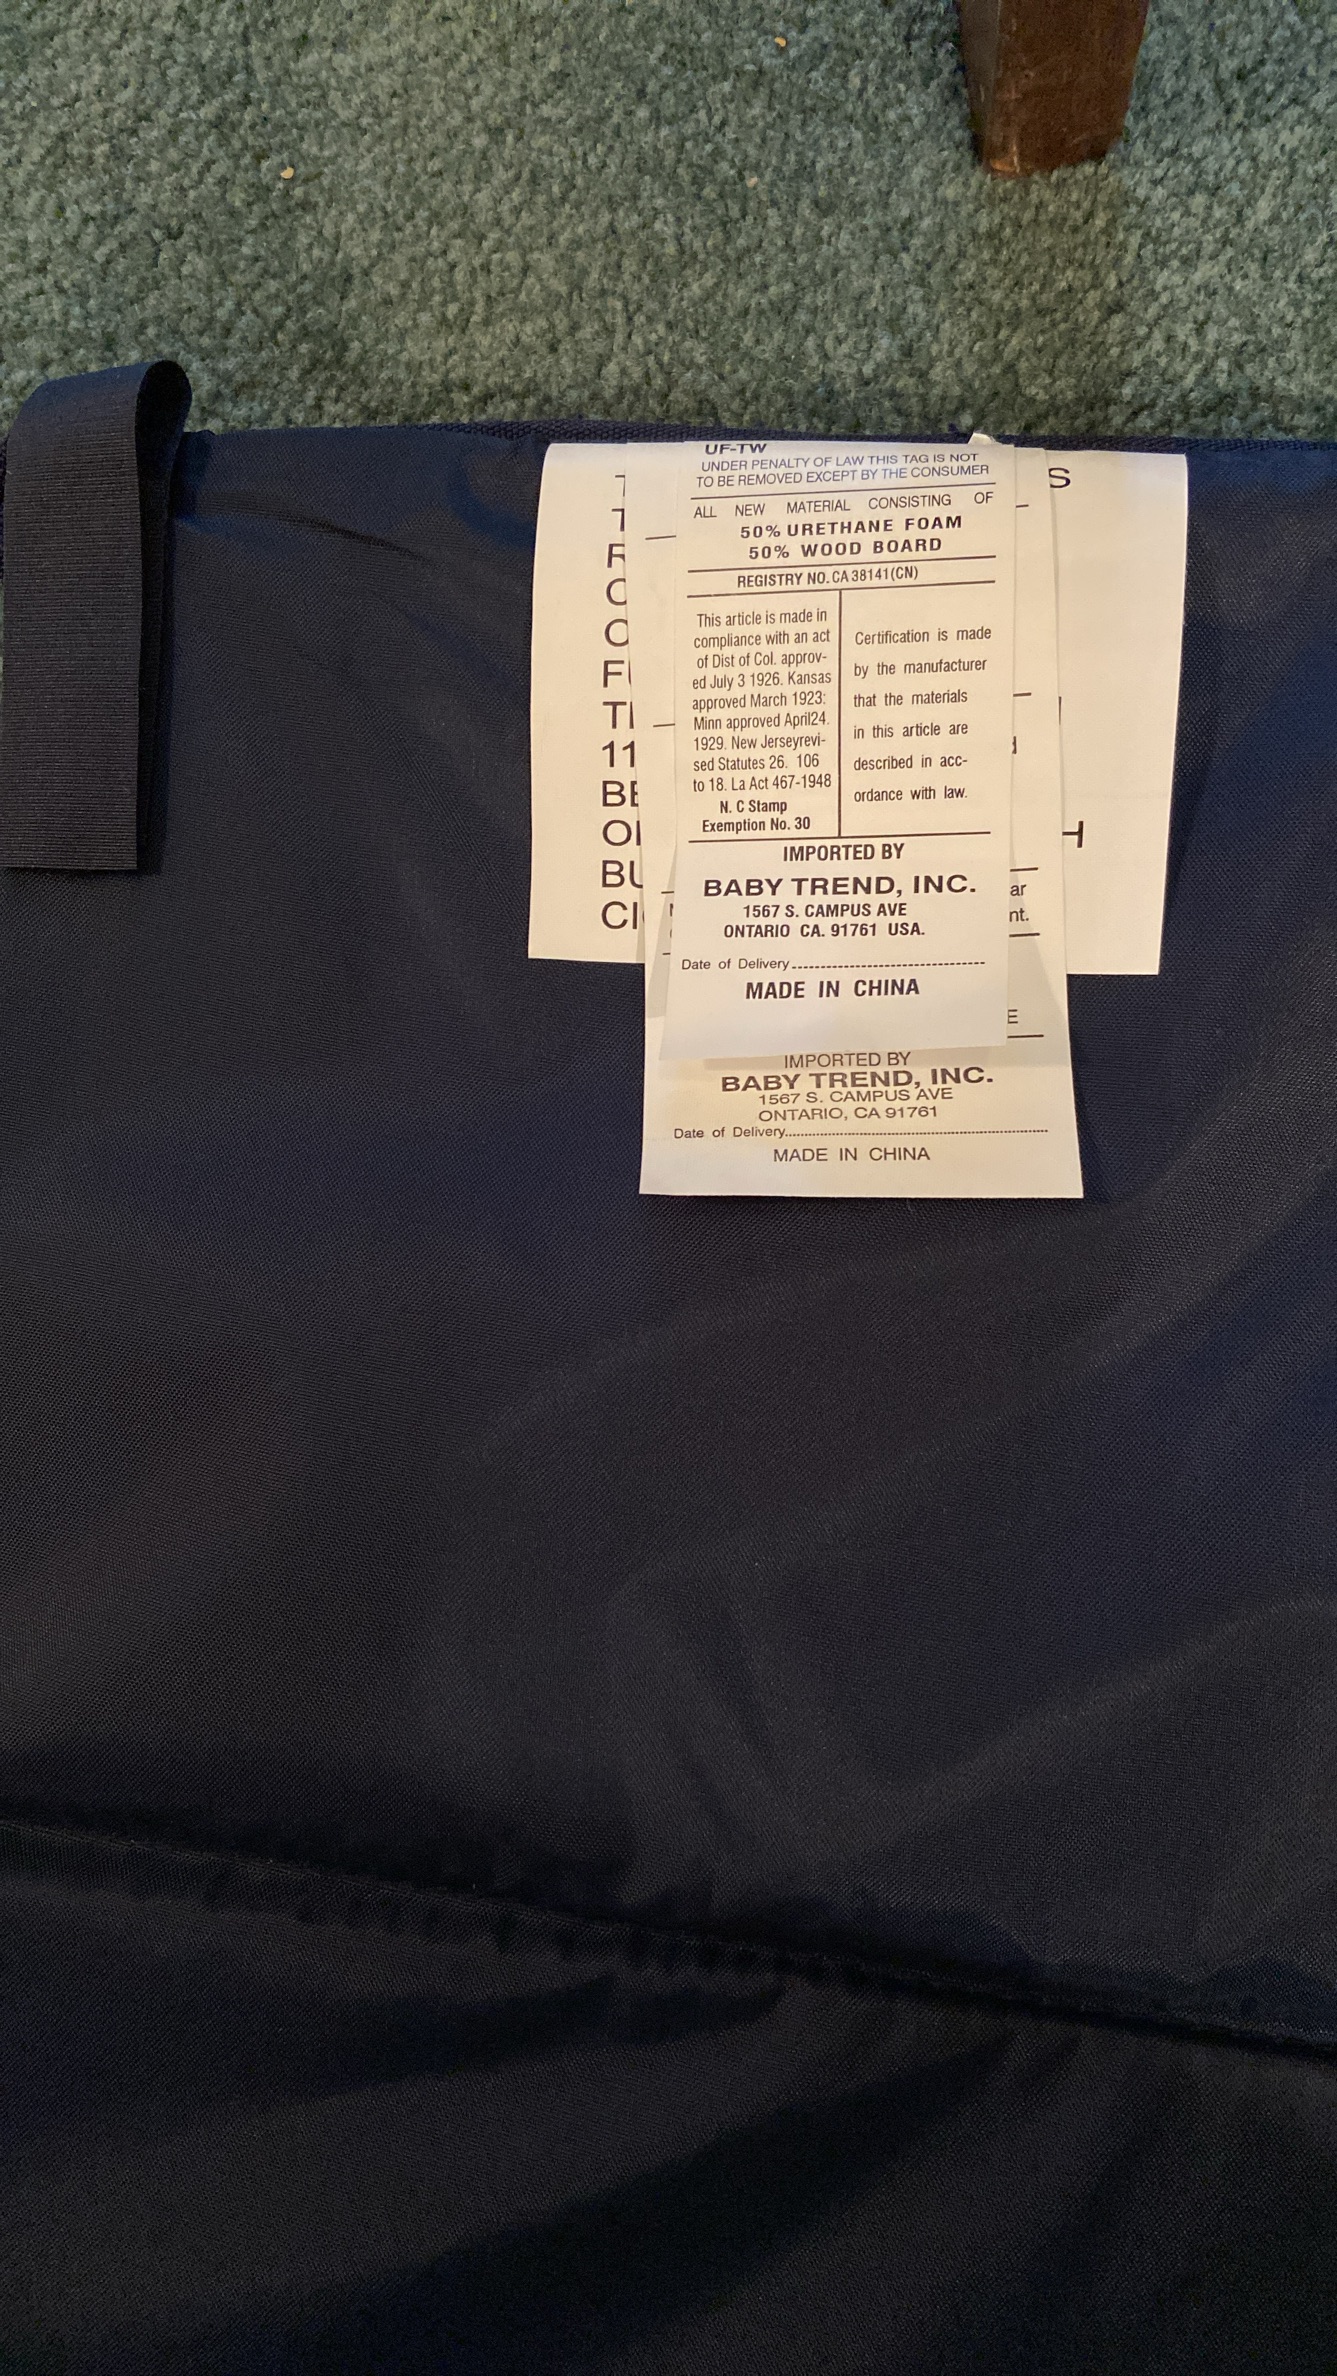 UF-TW
UNDER PENALTY OF LAW THIS TAG IS NOT
TO BE REMOVED EXCEPT BY THE CONSUMER
ALL NEW MATERIAL CONSISTING OF
50% URETHANE FOAM
50% WOOD BOARD
REGISTRY NO. CA 38141(CN)
This article is made in
compliance with an act
of Dist of Col. approv-
ed July 3 1926. Kansas
approved March 1923:
Minn approved April24.
1929. New Jerseyrevi-
sed Statutes 26. 106
to 18. La Act 467-1948
N. C Stamp
Exemption No. 30
Certification is made
by the manufacturer
that the materials
in this article are
described in acc-
ordance with law.
IMPORTED BY
BABY TREND, INC.
1567 S. CAMPUS AVE
ONTARIO CA. 91761 USA.
Date of Delivery
MADE IN CHINA
IMPORTED BY
BABY TREND, INC.
1567 S. CAMPUS AVE
ONTARIO, CA 91761
Date of Delivery
MADE IN CHINA